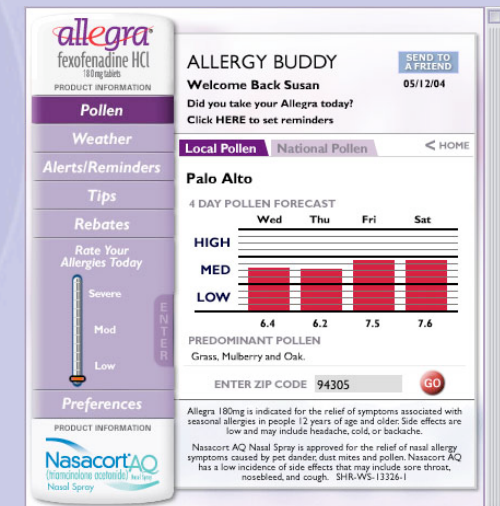 allegra
fexofenadine HCl
180 mg tablets
PRODUCT INFORMATION
Pollen
Weather
Alerts/Reminders
Tips
Rebates
Rate Your
Allergies Today
Severe
Mod
Low
ENTER
Preferences
PRODUCT INFORMATION
Nasacort AQ
(triamcinolone acetonide) Nasal Spray
Nasal Spray
ALLERGY BUDDY
SEND TO
A FRIEND
Welcome Back Susan
05/12/04
Did you take your Allegra today?
Click HERE to set reminders
Local Pollen
National Pollen
< HOME
Palo Alto
4 DAY POLLEN FORECAST
Wed Thu Fri Sat
HIGH
MED
LOW
6.4 6.2 7.5 7.6
PREDOMINANT POLLEN
Grass, Mulberry and Oak.
ENTER ZIP CODE 94305 GO
Allegra 180mg is indicated for the relief of symptoms associated with
seasonal allergies in people 12 years of age and older. Side effects are
low and may include headache, cold, or backache.
Nasacort AQ Nasal Spray is approved for the relief of nasal allergy
symptoms caused by pet dander, dust mites and pollen. Nasacort AQ
has a low incidence of side effects that may include sore throat,
nosebleed, and cough. SHR-WS-13326-1